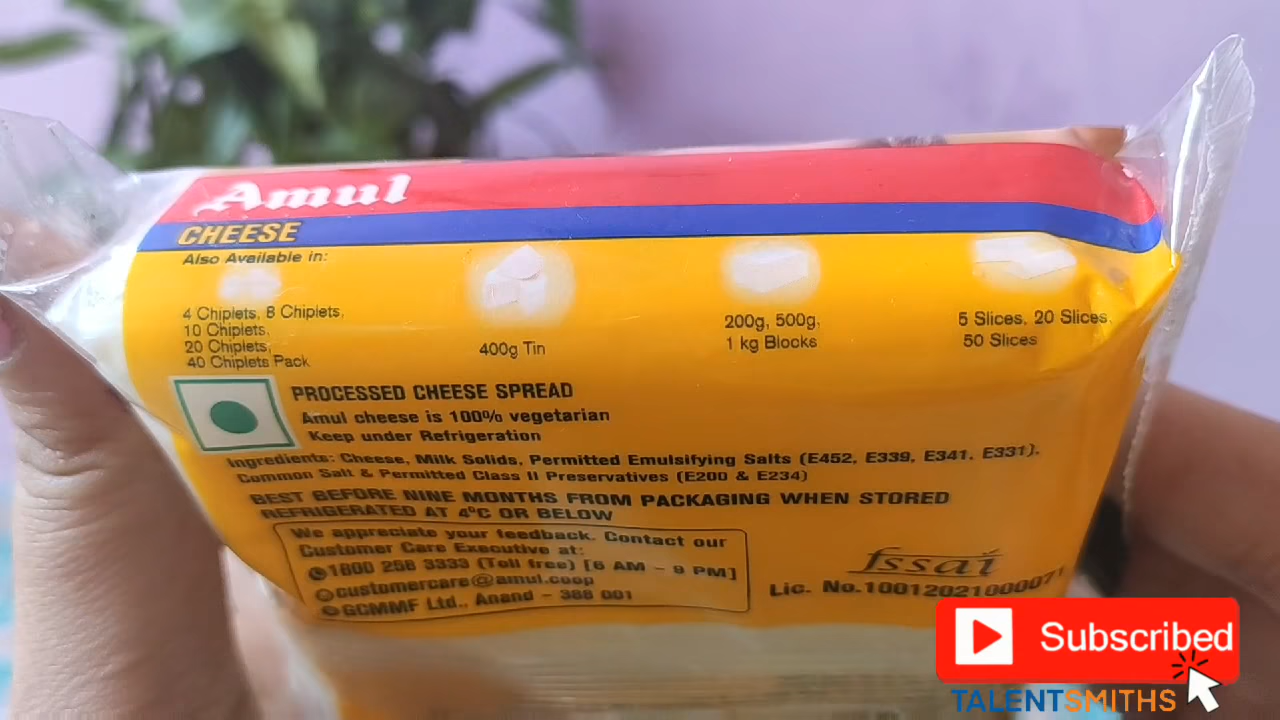 Amul
CHEESE
Also Available in:
4 Chiplets, 8 Chiplets,
10 Chiplets,
20 Chiplets,
40 Chiplets Pack
400g Tin
200g, 500g,
1 kg Blocks
5 Slices, 20 Slices,
50 Slices
PROCESSED CHEESE SPREAD
Amul cheese is 100% vegetarian
Keep under Refrigeration
Ingredients: Cheese, Milk Solids, Permitted Emulsifying Salts (E452, E339, E341, E331),
Common Salt & Permitted Class II Preservatives (E200 & E234)
BEST BEFORE NINE MONTHS FROM PACKAGING WHEN STORED
REFRIGERATED AT 4°C OR BELOW
We appreciate your feedback. Contact our
Customer Care Executive at:
1800 258 3333 (Toll free) [6 AM - 9 PM]
customercare@amul.coop
GCMMF Ltd., Anand - 388 001
fssai
Lic. No.10012021000071
Subscribed
TALENTSMITHS